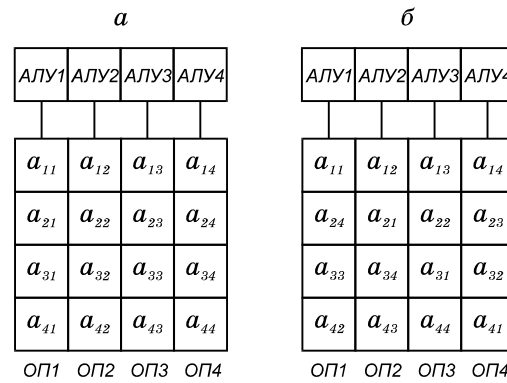 а б
АЛУ1 АЛУ2 АЛУ3 АЛУ4 АЛУ1 АЛУ2 АЛУ3 АЛУ4
a11 a12 a13 a14 a11 a12 a13 a14
a21 a22 a23 a24 a24 a21 a22 a23
a31 a32 a33 a34 a33 a34 a31 a32
a41 a42 a43 a44 a42 a43 a44 a41
ОП1 ОП2 ОП3 ОП4 ОП1 ОП2 ОП3 ОП4